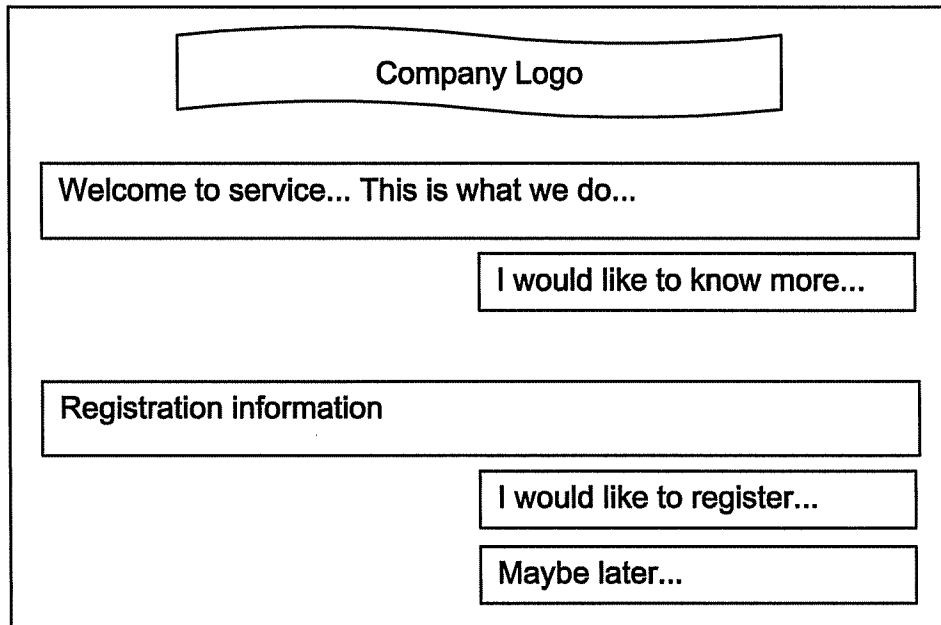 Company Logo
Welcome to service... This is what we do...
I would like to know more...
Registration information
I would like to register...
Maybe later...